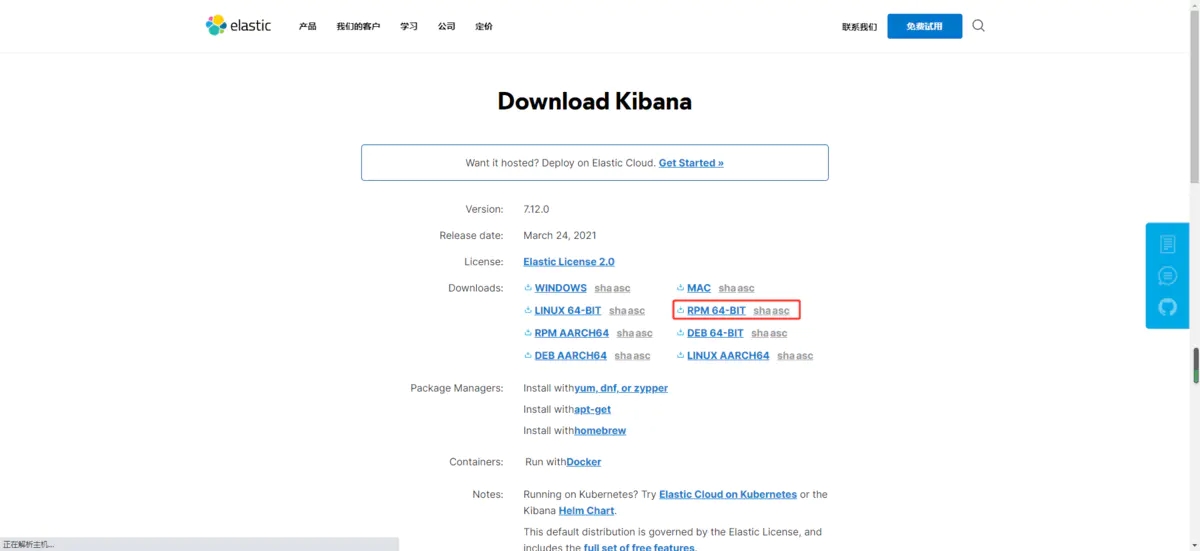 elastic 产品 我们的客户 学习 公司 定价 联系我们 免费试用
Download Kibana
Want it hosted? Deploy on Elastic Cloud. Get Started »
Version: 7.12.0
Release date: March 24, 2021
License: Elastic License 2.0
Downloads: WINDOWS sha asc MAC sha asc
LINUX 64-BIT sha asc RPM 64-BIT sha asc
RPM AARCH64 sha asc DEB 64-BIT sha asc
DEB AARCH64 sha asc LINUX AARCH64 sha asc
Package Managers: Install withyum, dnf, or zypper
Install withapt-get
Install withhomebrew
Containers: Run withDocker
Notes: Running on Kubernetes? Try Elastic Cloud on Kubernetes or the
Kibana Helm Chart.
This default distribution is governed by the Elastic License, and
includes the full set of free features.
正在解析主机...